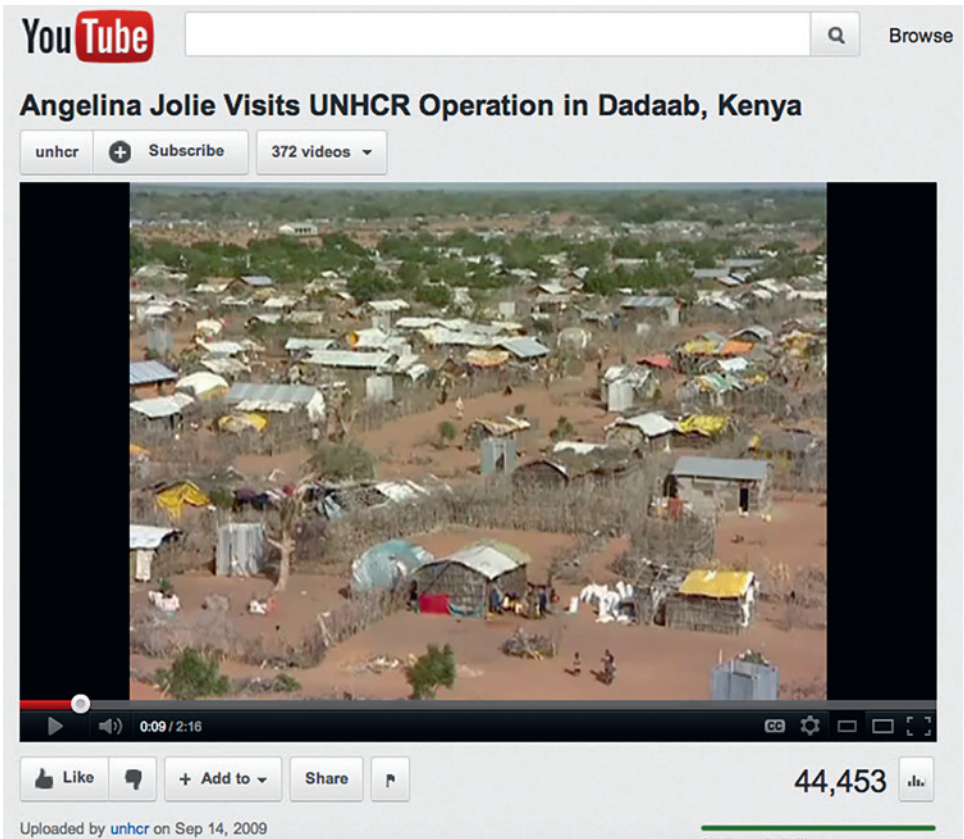 YouTube
Browse
Angelina Jolie Visits UNHCR Operation in Dadaab, Kenya
unhcr Subscribe 372 videos
0:09 / 2:16 CC
Like + Add to Share 44,453
Uploaded by unhcr on Sep 14, 2009